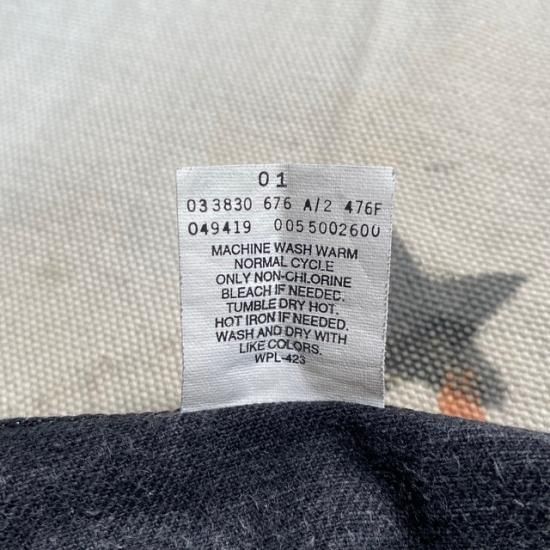 01
033830 676 A/2 476F
049419 0055002600
MACHINE WASH WARM
NORMAL CYCLE
ONLY NON-CHLORINE
BLEACH IF NEEDED.
TUMBLE DRY HOT.
HOT IRON IF NEEDED.
WASH AND DRY WITH
LIKE COLORS.
WPL-423